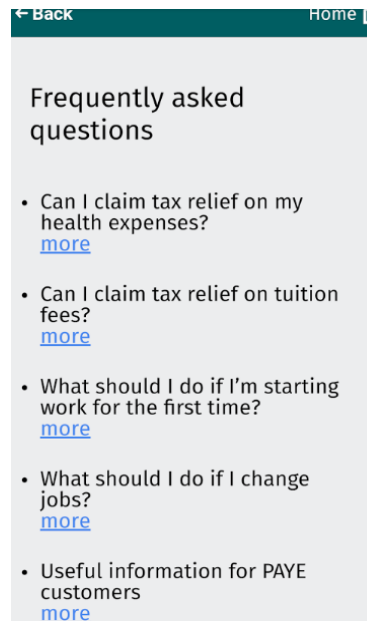 ← Back Home
Frequently asked
questions
• Can I claim tax relief on my
health expenses?
more
• Can I claim tax relief on tuition
fees?
more
• What should I do if I’m starting
work for the first time?
more
• What should I do if I change
jobs?
more
• Useful information for PAYE
customers
more